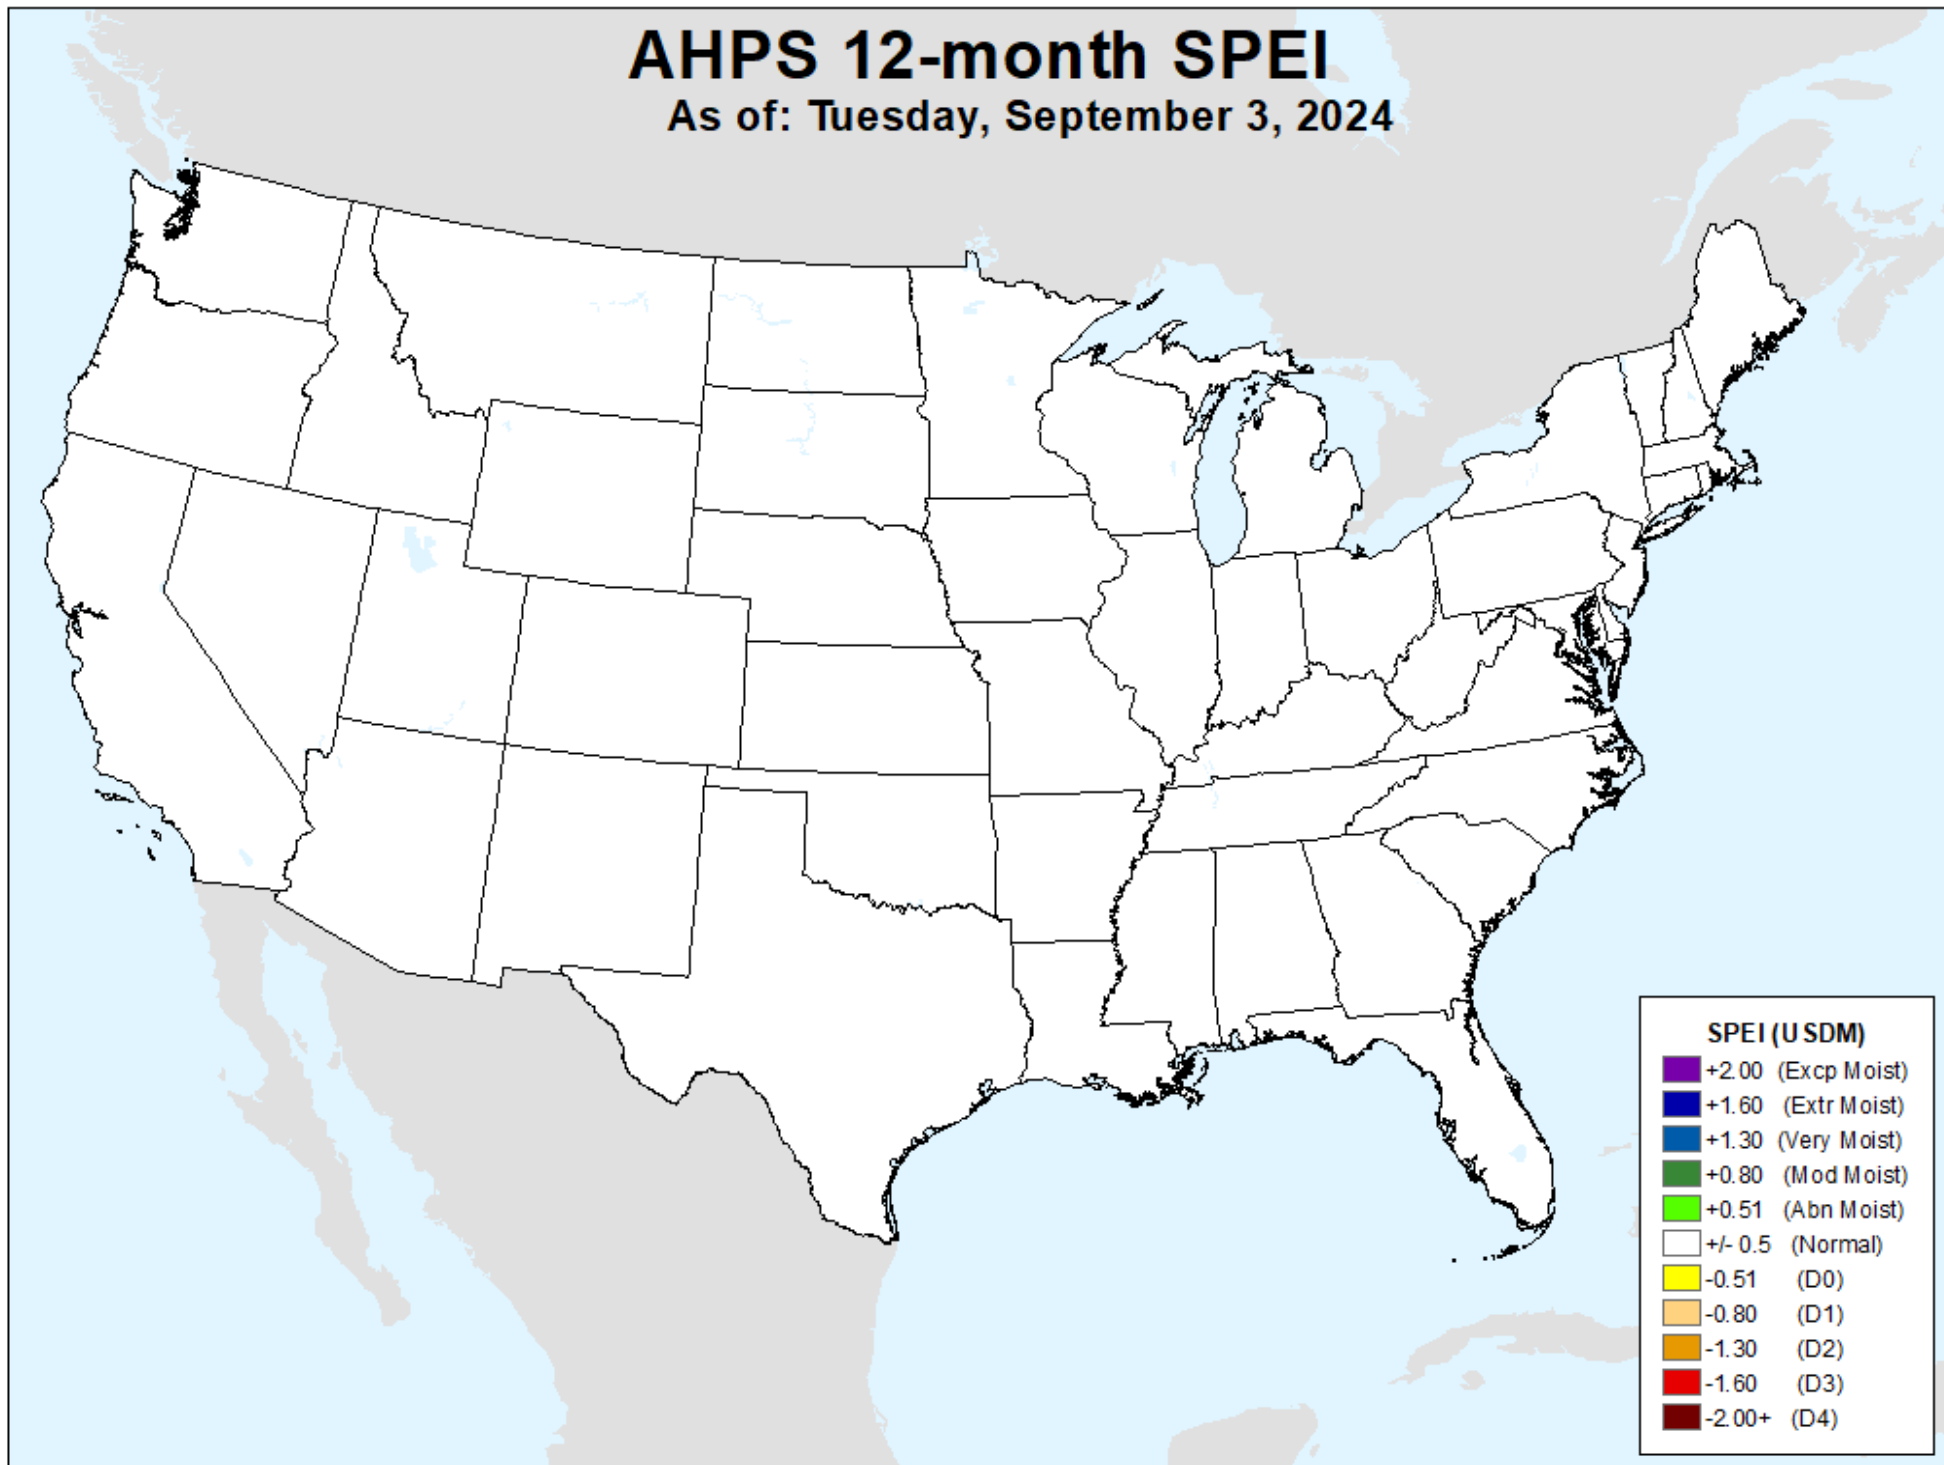 AHPS 12-month SPEI
As of: Tuesday, September 3, 2024
SPEI (USDM)
+2.00 (Excp Moist)
+1.60 (Extr Moist)
+1.30 (Very Moist)
+0.80 (Mod Moist)
+0.51 (Abn Moist)
+/- 0.5 (Normal)
-0.51 (D0)
-0.80 (D1)
-1.30 (D2)
-1.60 (D3)
-2.00+ (D4)